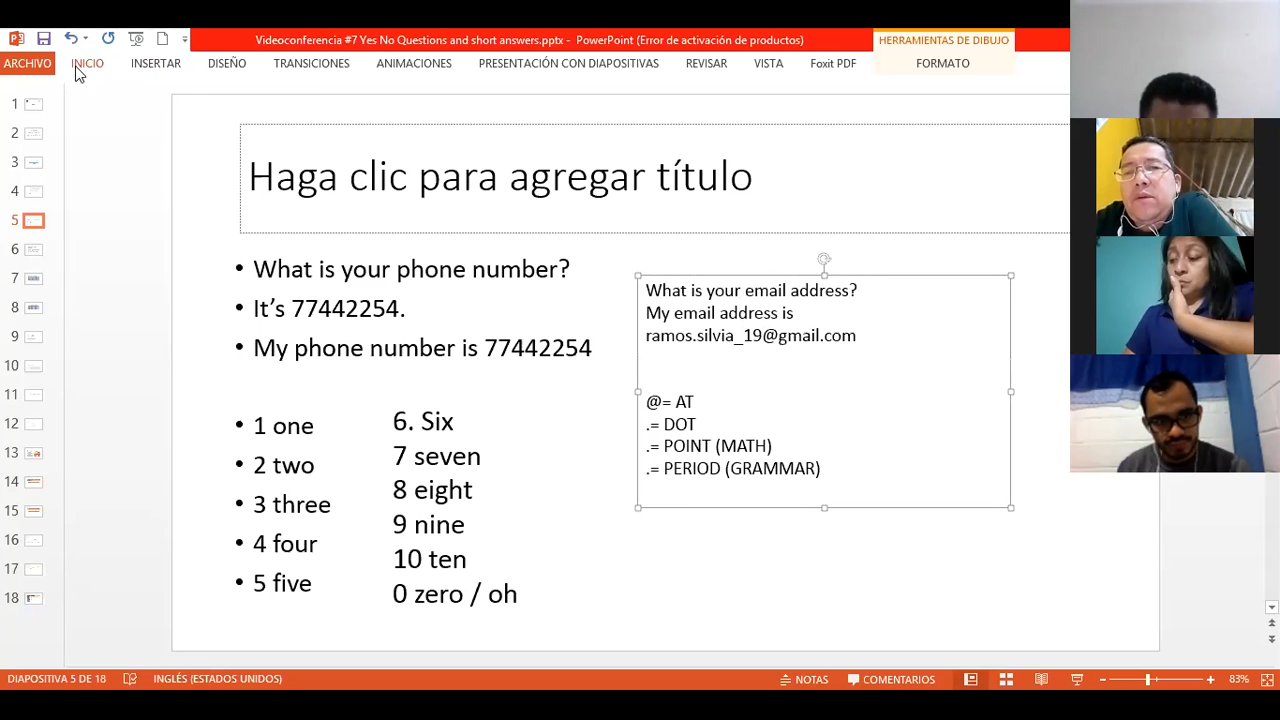 Videoconferencia #7 Yes No Questions and short answers.pptx - PowerPoint (Error de activación de productos)
HERRAMIENTAS DE DIBUJO
ARCHIVO INICIO INSERTAR DISEÑO TRANSICIONES ANIMACIONES PRESENTACIÓN CON DIAPOSITIVAS REVISAR VISTA Foxit PDF FORMATO
1
2
3
4
5
6
7
8
9
10
11
12
13
14
15
16
17
18
Haga clic para agregar título
• What is your phone number?
• It’s 77442254.
• My phone number is 77442254
• 1 one
• 2 two
• 3 three
• 4 four
• 5 five
6. Six
7 seven
8 eight
9 nine
10 ten
0 zero / oh
What is your email address?
My email address is
ramos.silvia_19@gmail.com
@= AT
.= DOT
.= POINT (MATH)
.= PERIOD (GRAMMAR)
DIAPOSITIVA 5 DE 18 INGLÉS (ESTADOS UNIDOS) NOTAS COMENTARIOS 83%